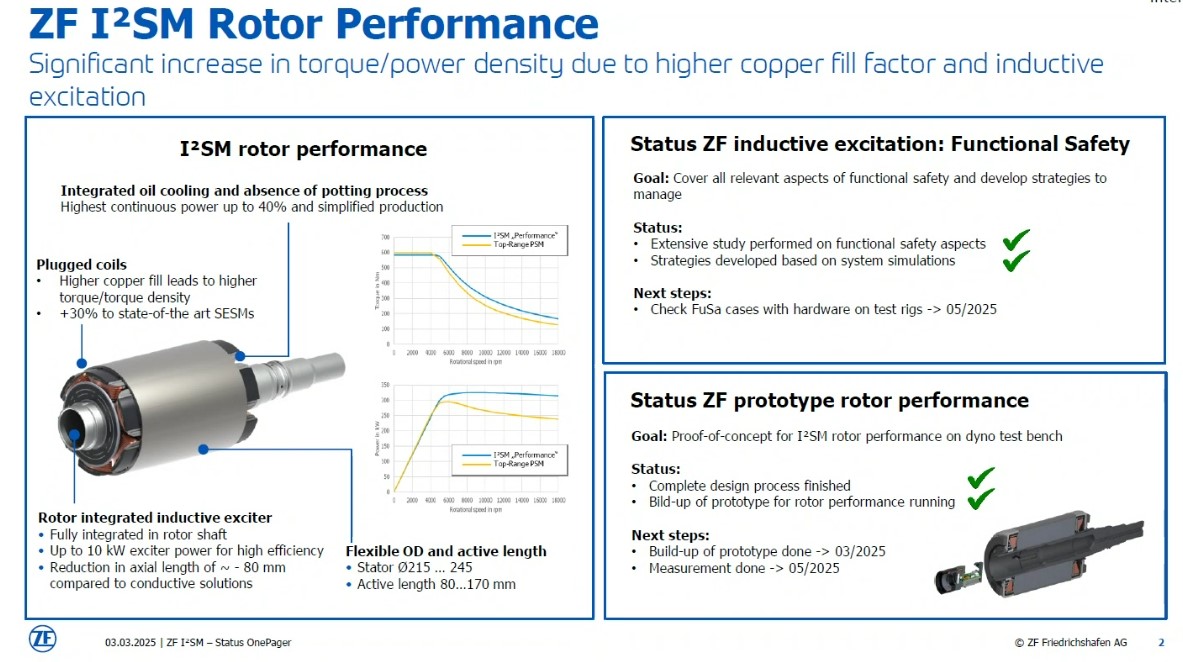 ZF I²SM Rotor Performance
Significant increase in torque/power density due to higher copper fill factor and inductive
excitation
I²SM rotor performance
Integrated oil cooling and absence of potting process
Highest continuous power up to 40% and simplified production
Plugged coils
• Higher copper fill leads to higher
torque/torque density
• +30% to state-of-the art SESMs
I²SM „Performance“
Top-Range PSM
Torque in Nm
700
600
500
400
300
200
100
0
0 2000 4000 6000 8000 10000 12000 14000 16000 18000
Rotational speed in rpm
Power in kW
350
300
250
200
150
100
50
0
I²SM „Performance“
Top-Range PSM
0 2000 4000 6000 8000 10000 12000 14000 16000 18000
Rotational speed in rpm
Rotor integrated inductive exciter
• Fully integrated in rotor shaft
• Up to 10 kW exciter power for high efficiency
• Reduction in axial length of ~ - 80 mm
compared to conductive solutions
Flexible OD and active length
• Stator Ø215 ... 245
• Active length 80...170 mm
Status ZF inductive excitation: Functional Safety
Goal: Cover all relevant aspects of functional safety and develop strategies to
manage
Status:
• Extensive study performed on functional safety aspects
• Strategies developed based on system simulations
Next steps:
• Check FuSa cases with hardware on test rigs -> 05/2025
Status ZF prototype rotor performance
Goal: Proof-of-concept for I²SM rotor performance on dyno test bench
Status:
• Complete design process finished
• Bild-up of prototype for rotor performance running
Next steps:
• Build-up of prototype done -> 03/2025
• Measurement done -> 05/2025
ZF
03.03.2025 | ZF I²SM – Status OnePager
© ZF Friedrichshafen AG
2